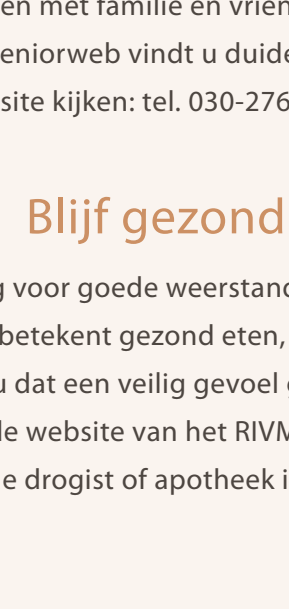 en met familie en vrien
eniorweb vindt u duide
site kijken: tel. 030-276
Blijf gezond
voor goede weerstand
betekent gezond eten,
u dat een veilig gevoel
de website van het RIVM
e drogist of apotheek i